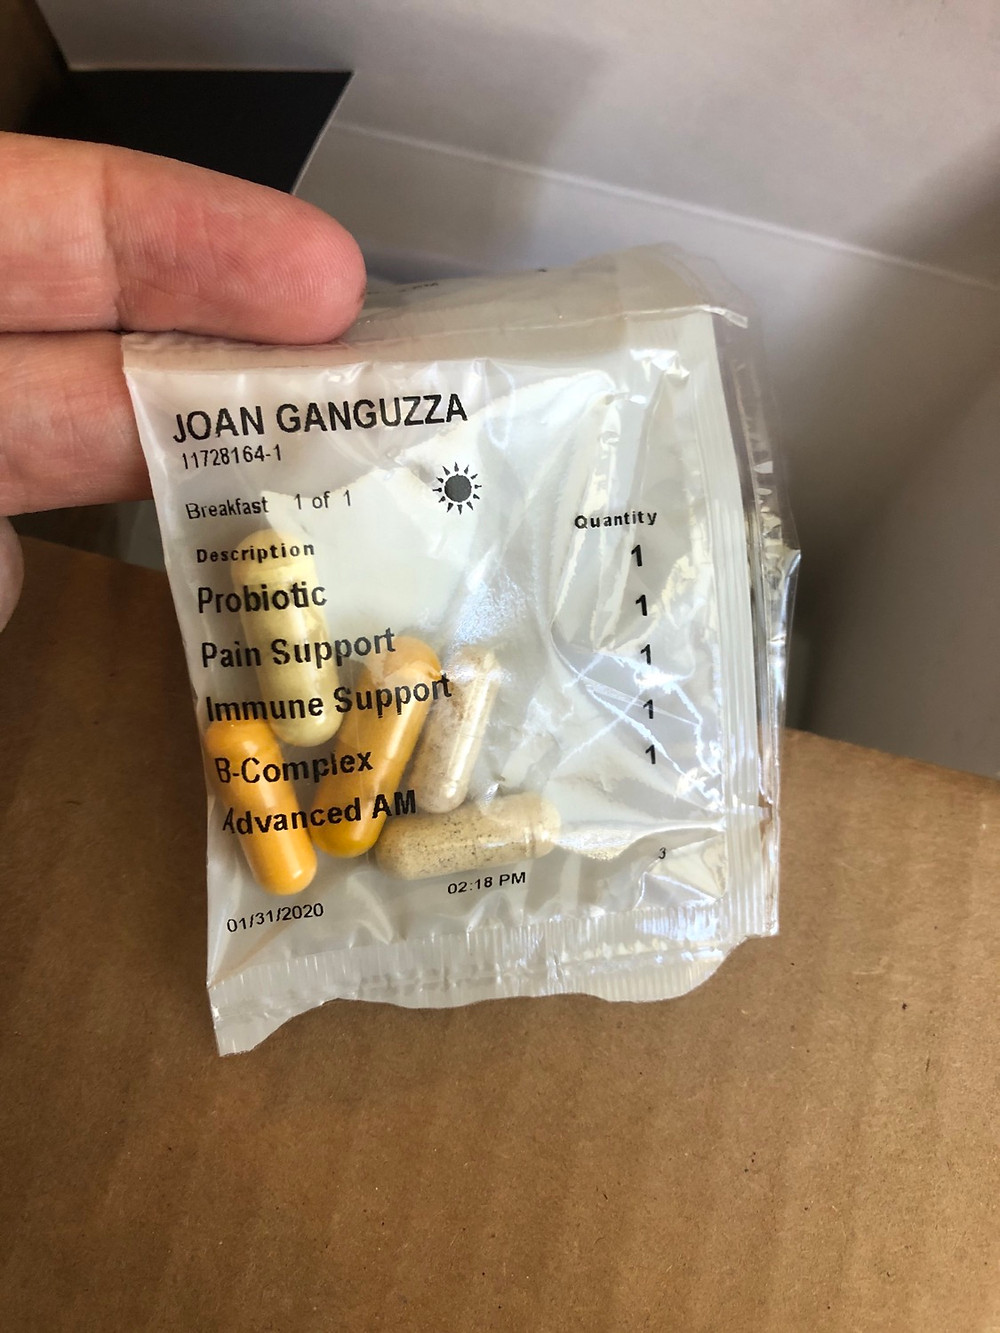 JOAN GANGUZZA
11728164-1
Breakfast 1 of 1
Description Quantity
Probiotic 1
Pain Support 1
Immune Support 1
B-Complex 1
Advanced AM 1
3
01/31/2020 02:18 PM